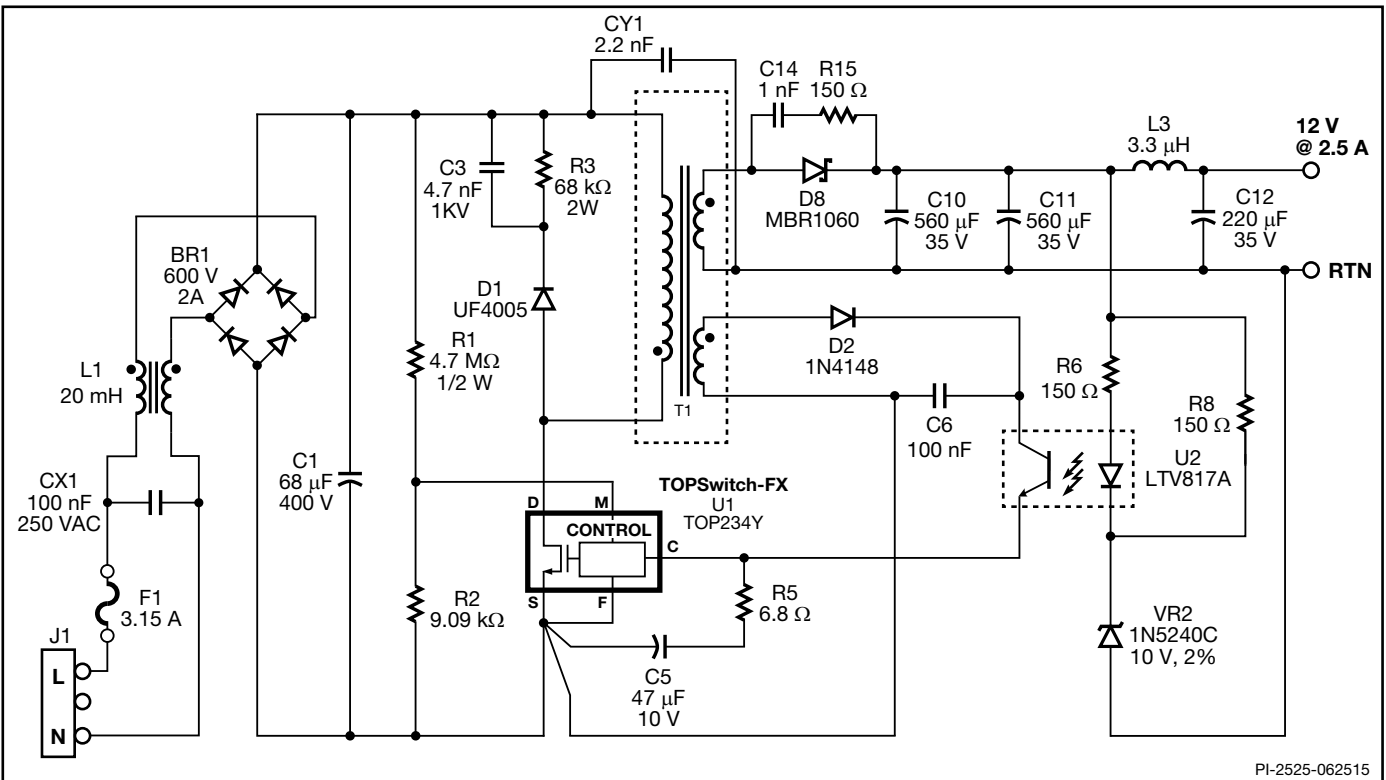 CY1
2.2 nF
C14
1 nF
R15
150 Ω
L3
3.3 μH
12 V
@ 2.5 A
C3
4.7 nF
1KV
R3
68 kΩ
2W
D8
MBR1060
C10
560 μF
35 V
C11
560 μF
35 V
C12
220 μF
35 V
RTN
BR1
600 V
2A
D1
UF4005
D2
1N4148
R1
4.7 MΩ
1/2 W
T1
L1
20 mH
C6
100 nF
R6
150 Ω
R8
150 Ω
U2
LTV817A
C1
68 μF
400 V
CX1
100 nF
250 VAC
TOPSwitch-FX
U1
TOP234Y
D
M
CONTROL
C
S
F
R2
9.09 kΩ
R5
6.8 Ω
F1
3.15 A
VR2
1N5240C
10 V, 2%
C5
47 μF
10 V
J1
L
N
PI-2525-062515